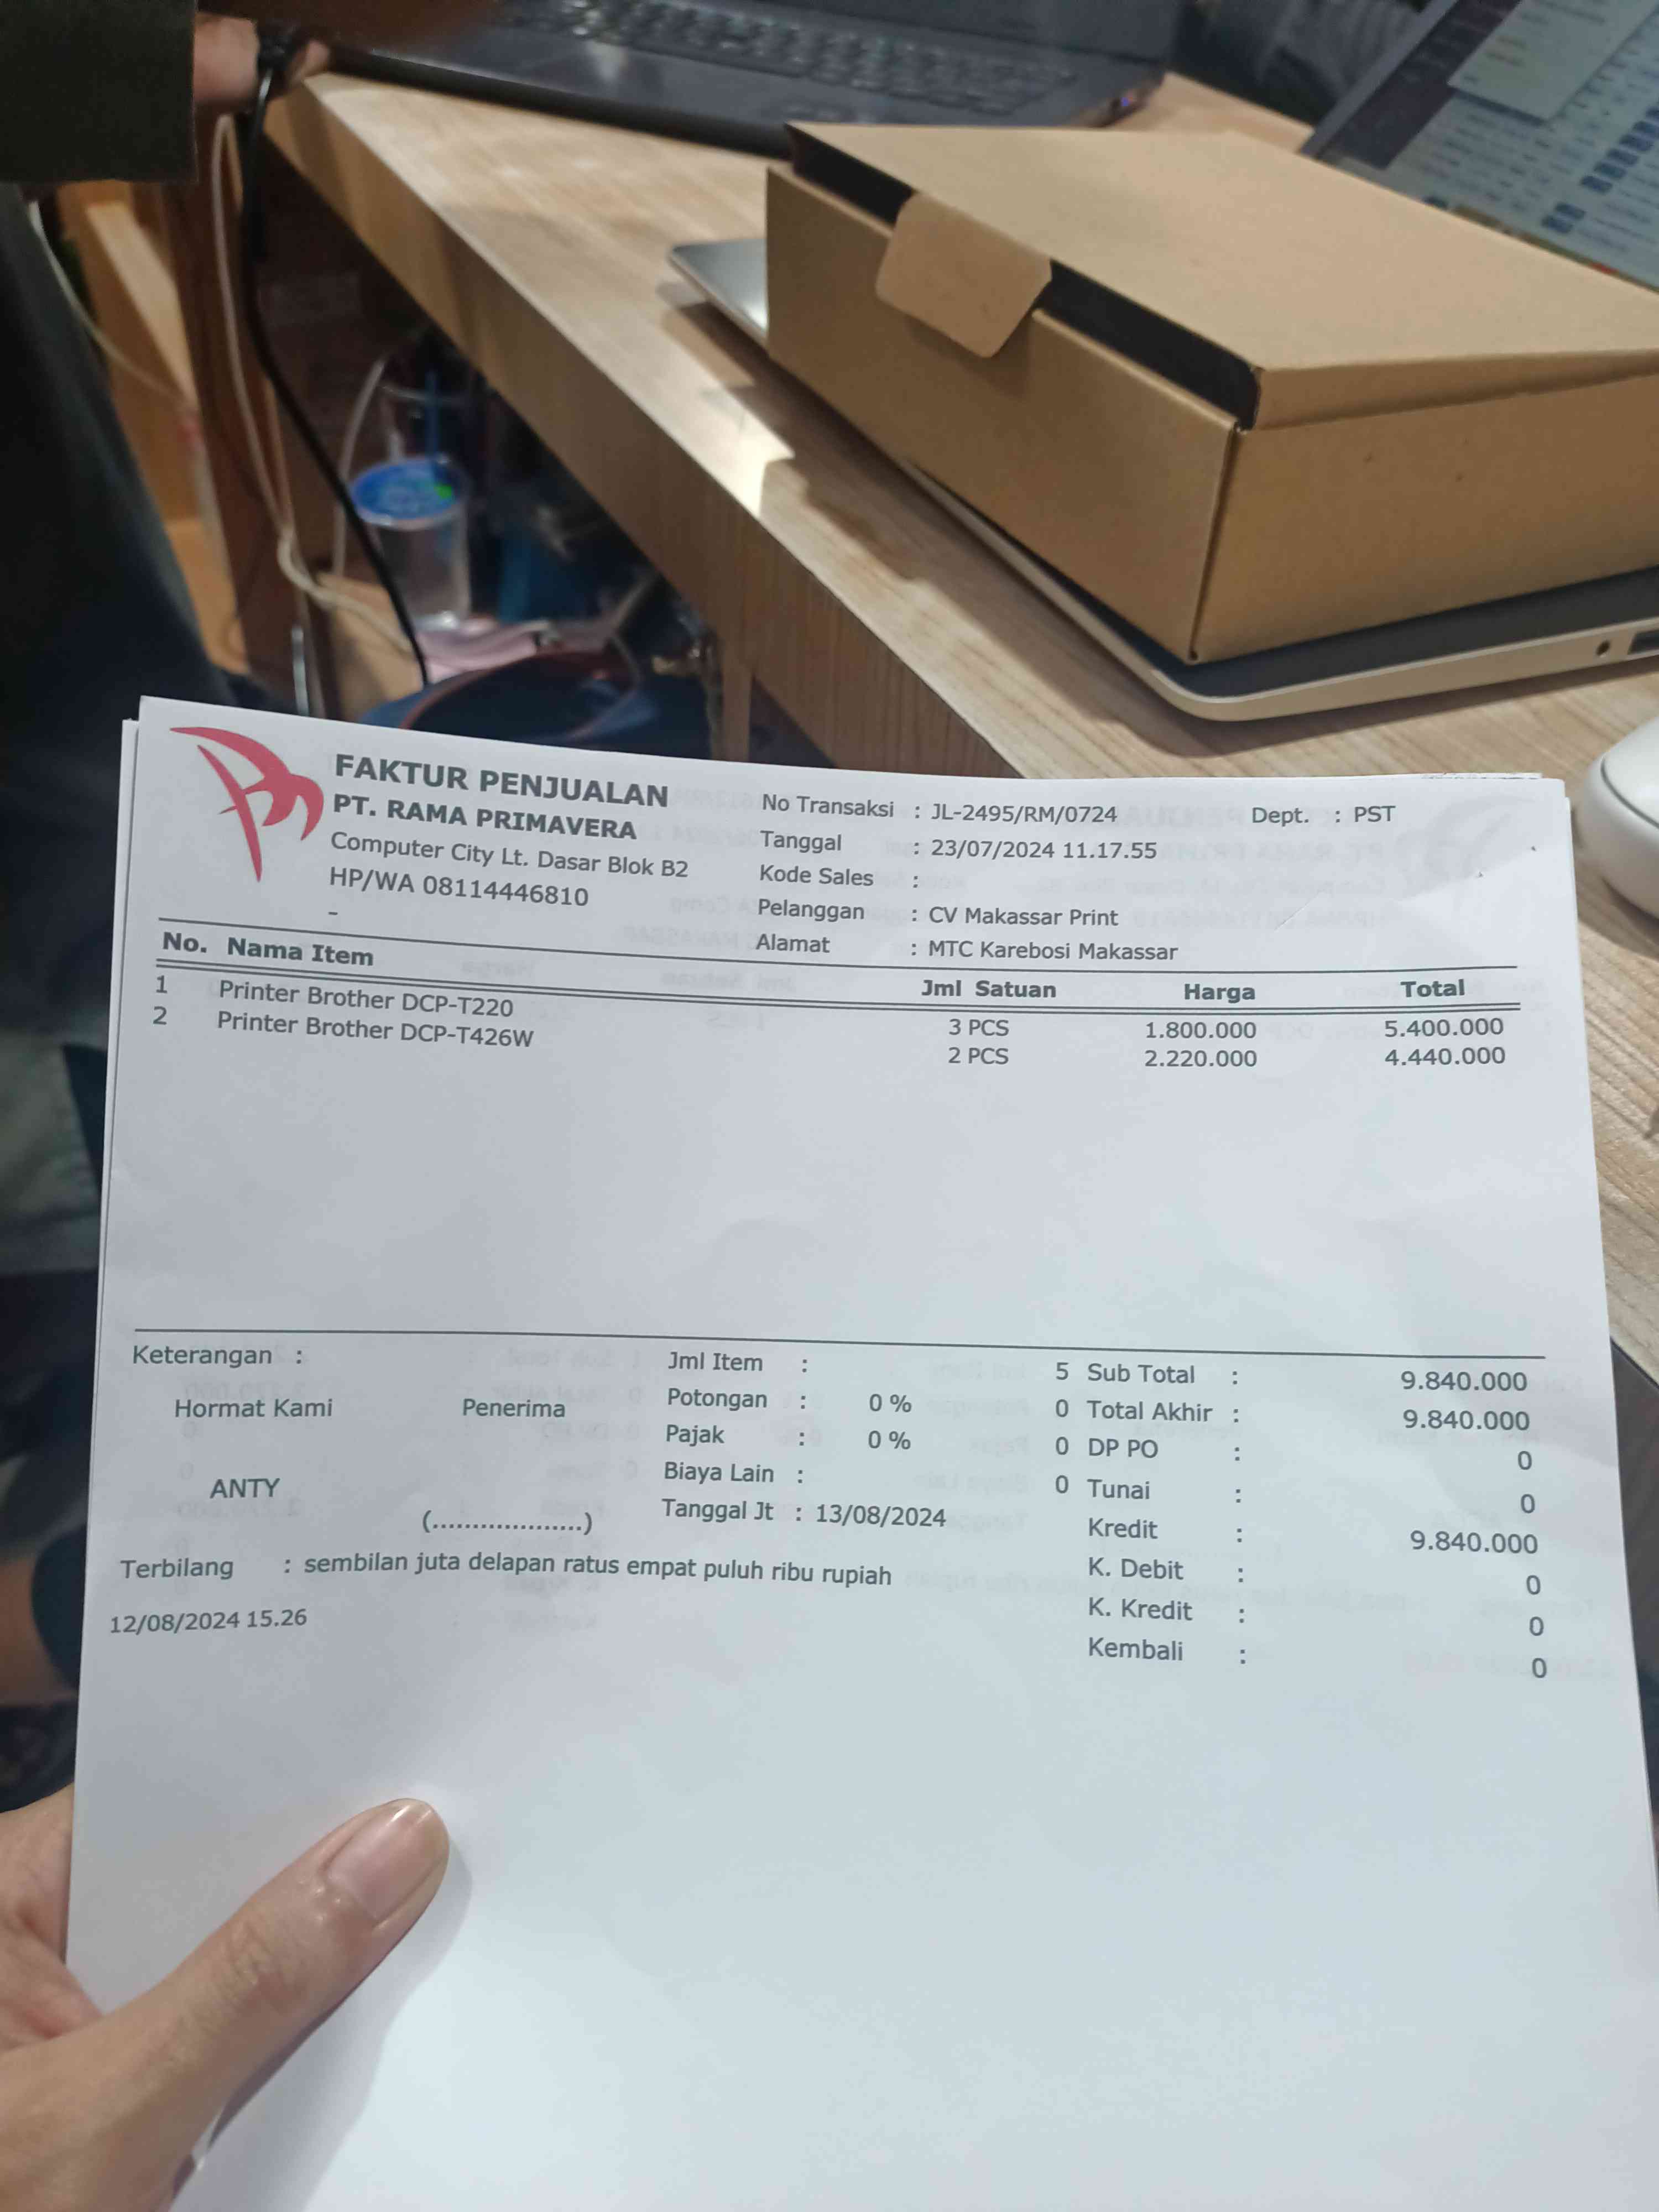 FAKTUR PENJUALAN
PT. RAMA PRIMAVERA
Computer City Lt. Dasar Blok B2
HP/WA 08114446810
-
No Transaksi : JL-2495/RM/0724 Dept. : PST
Tanggal : 23/07/2024 11.17.55
Kode Sales :
Pelanggan : CV Makassar Print
Alamat : MTC Karebosi Makassar
No. Nama Item Jml Satuan Harga Total
1 Printer Brother DCP-T220 3 PCS 1.800.000 5.400.000
2 Printer Brother DCP-T426W 2 PCS 2.220.000 4.440.000
Keterangan :
Hormat Kami Penerima
ANTY
(...................)
Jml Item : 5
Potongan : 0 % 0
Pajak : 0 % 0
Biaya Lain : 0
Tanggal Jt : 13/08/2024
Sub Total : 9.840.000
Total Akhir : 9.840.000
DP PO : 0
Tunai : 0
Kredit : 9.840.000
K. Debit : 0
K. Kredit : 0
Kembali : 0
Terbilang : sembilan juta delapan ratus empat puluh ribu rupiah
12/08/2024 15.26